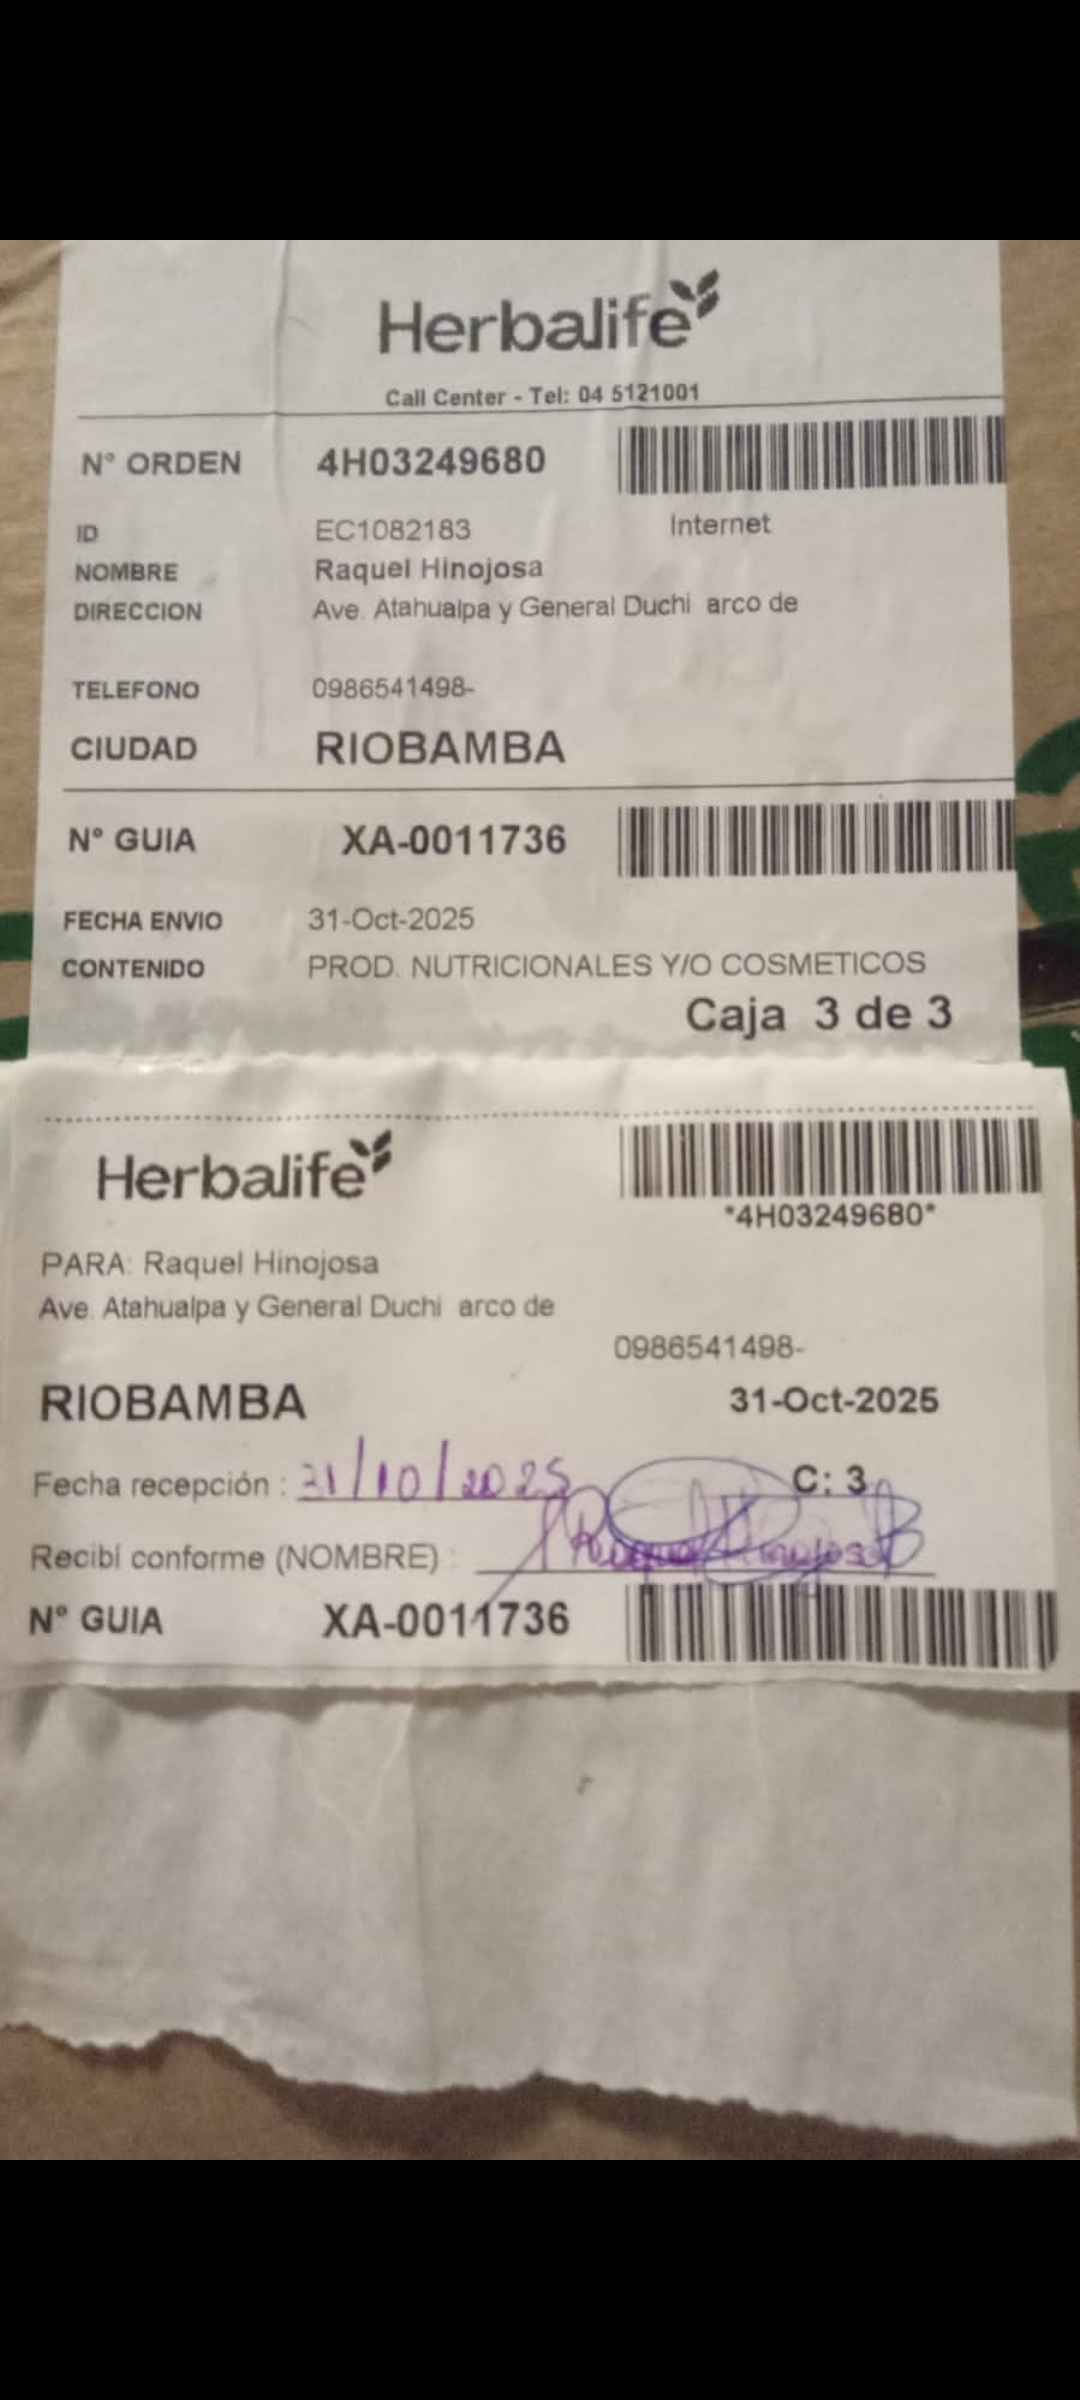 Herbalife
Call Center - Tel: 04 5121001
N° ORDEN 4H03249680
ID EC1082183 Internet
NOMBRE Raquel Hinojosa
DIRECCION Ave. Atahualpa y General Duchi arco de
TELEFONO 0986541498-
CIUDAD RIOBAMBA
N° GUIA XA-0011736
FECHA ENVIO 31-Oct-2025
CONTENIDO PROD. NUTRICIONALES Y/O COSMETICOS
Caja 3 de 3
Herbalife
*4H03249680*
PARA: Raquel Hinojosa
Ave. Atahualpa y General Duchi arco de
0986541498-
RIOBAMBA 31-Oct-2025
Fecha recepción : 31/10/2025 C: 3
Recibí conforme (NOMBRE) : Raquel Hinojosa
N° GUIA XA-0011736